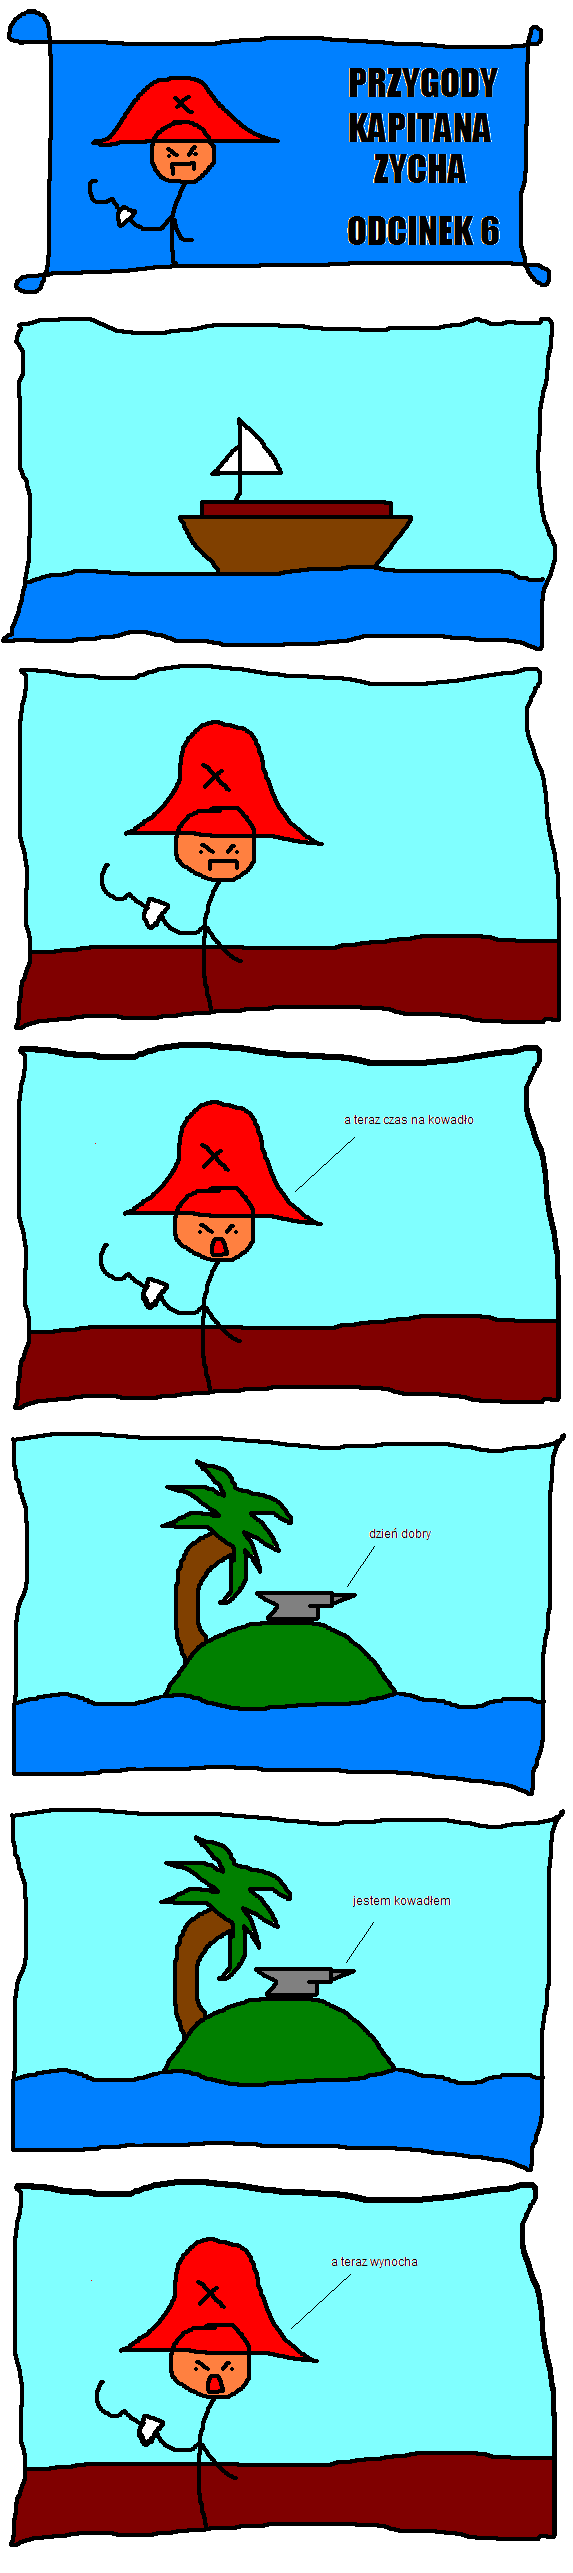 PRZYGODY
KAPITANA
ZYCHA
ODCINEK 6
a teraz czas na kowadło
dzień dobry
jestem kowadłem
a teraz wynocha